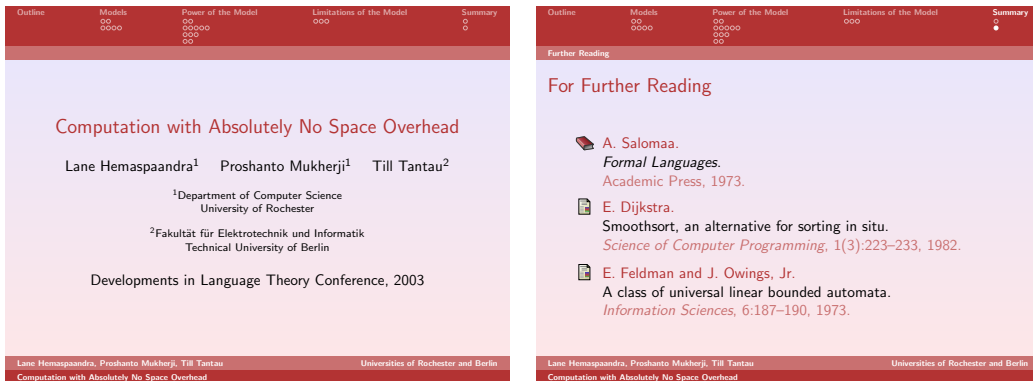 Outline Models Power of the Model Limitations of the Model Summary
Computation with Absolutely No Space Overhead
Lane Hemaspaandra1 Proshanto Mukherji1 Till Tantau2
1Department of Computer Science
University of Rochester
2Fakultät für Elektrotechnik und Informatik
Technical University of Berlin
Developments in Language Theory Conference, 2003
Lane Hemaspaandra, Proshanto Mukherji, Till Tantau Universities of Rochester and Berlin
Computation with Absolutely No Space Overhead
Outline Models Power of the Model Limitations of the Model Summary
Further Reading
For Further Reading
A. Salomaa.
Formal Languages.
Academic Press, 1973.
E. Dijkstra.
Smoothsort, an alternative for sorting in situ.
Science of Computer Programming, 1(3):223–233, 1982.
E. Feldman and J. Owings, Jr.
A class of universal linear bounded automata.
Information Sciences, 6:187–190, 1973.
Lane Hemaspaandra, Proshanto Mukherji, Till Tantau Universities of Rochester and Berlin
Computation with Absolutely No Space Overhead